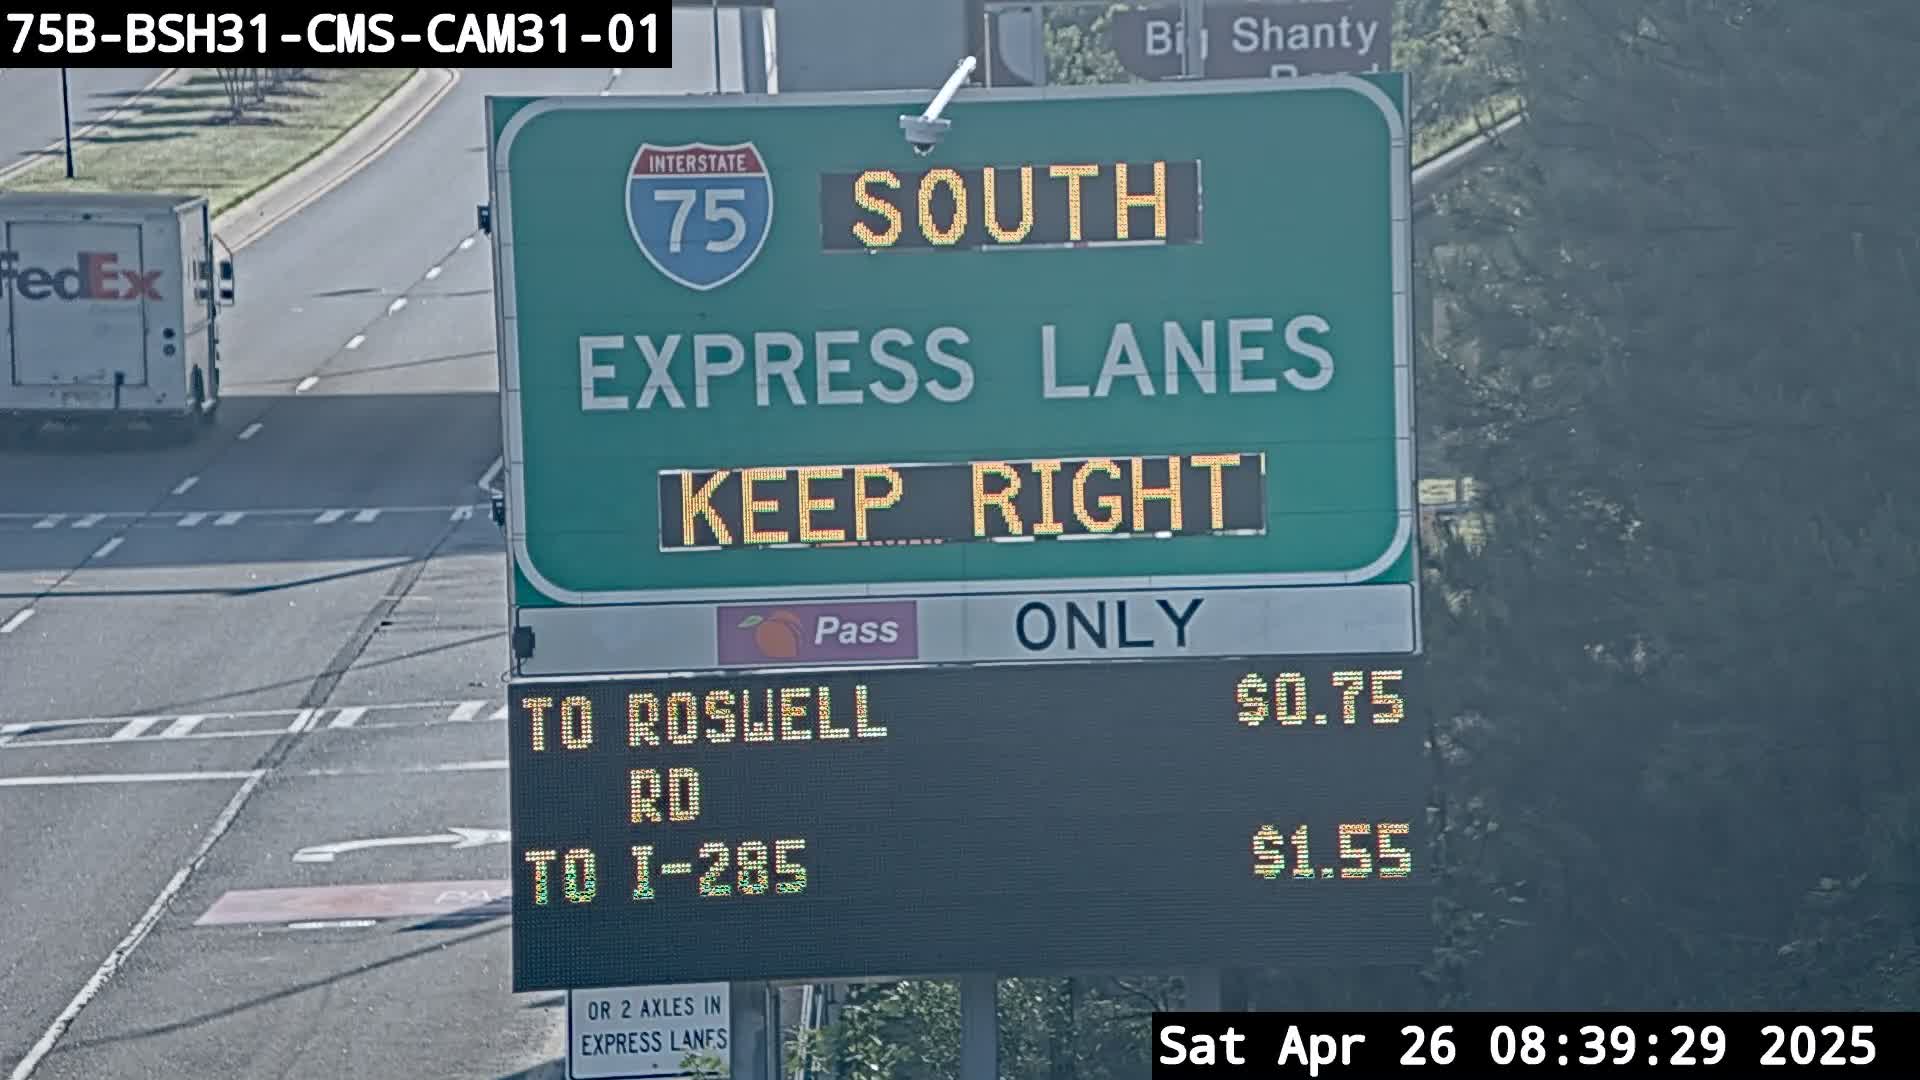 75B-BSH31-CMS-CAM31-01
Big Shanty
Road
FedEx
INTERSTATE
75
SOUTH
EXPRESS LANES
KEEP RIGHT
Pass
ONLY
TO ROSWELL $0.75
RD
TO I-285 $1.55
OR 2 AXLES IN
EXPRESS LANES
Sat Apr 26 08:39:29 2025